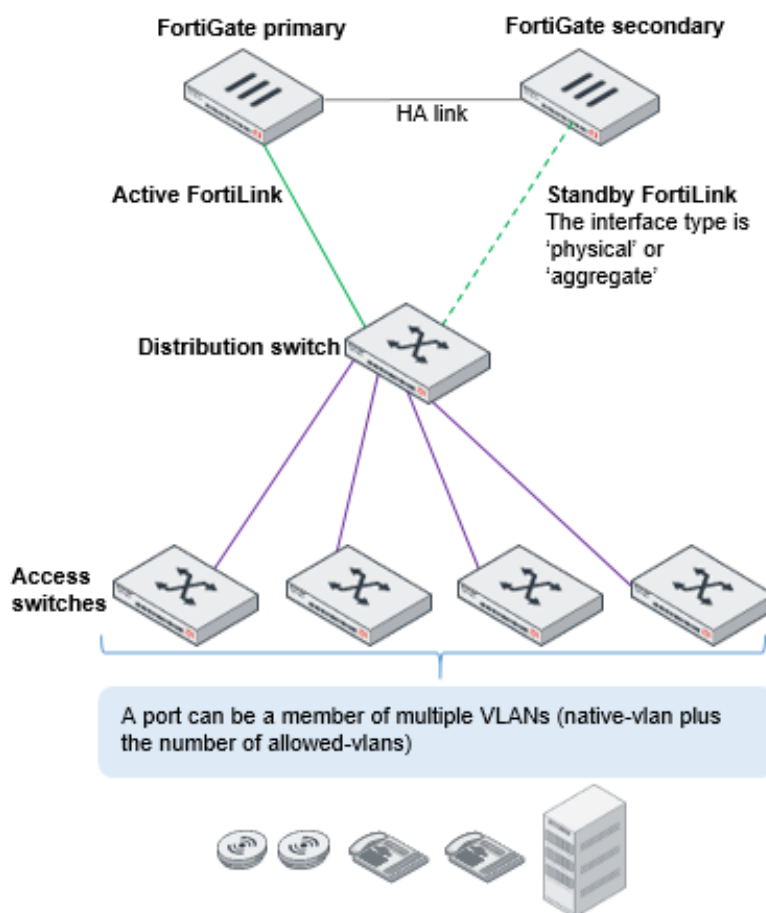 FortiGate primary
FortiGate secondary
HA link
Active FortiLink
Standby FortiLink
The interface type is
‘physical’ or
‘aggregate’
Distribution switch
Access
switches
A port can be a member of multiple VLANs (native-vlan plus
the number of allowed-vlans)